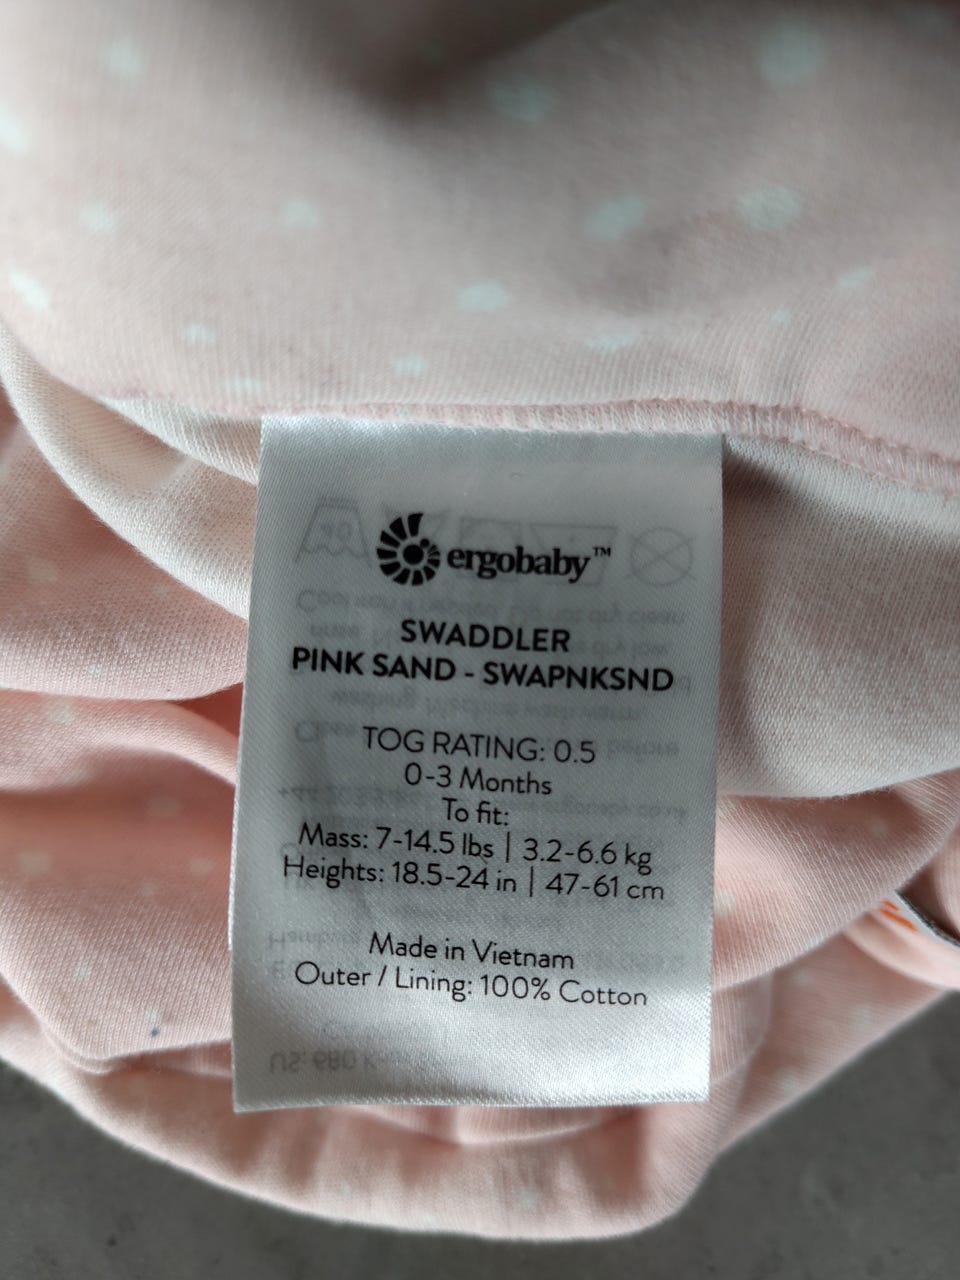 ergobaby™
SWADDLER
PINK SAND - SWAPNKSND
TOG RATING: 0.5
0-3 Months
To fit:
Mass: 7-14.5 lbs | 3.2-6.6 kg
Heights: 18.5-24 in | 47-61 cm
Made in Vietnam
Outer / Lining: 100% Cotton